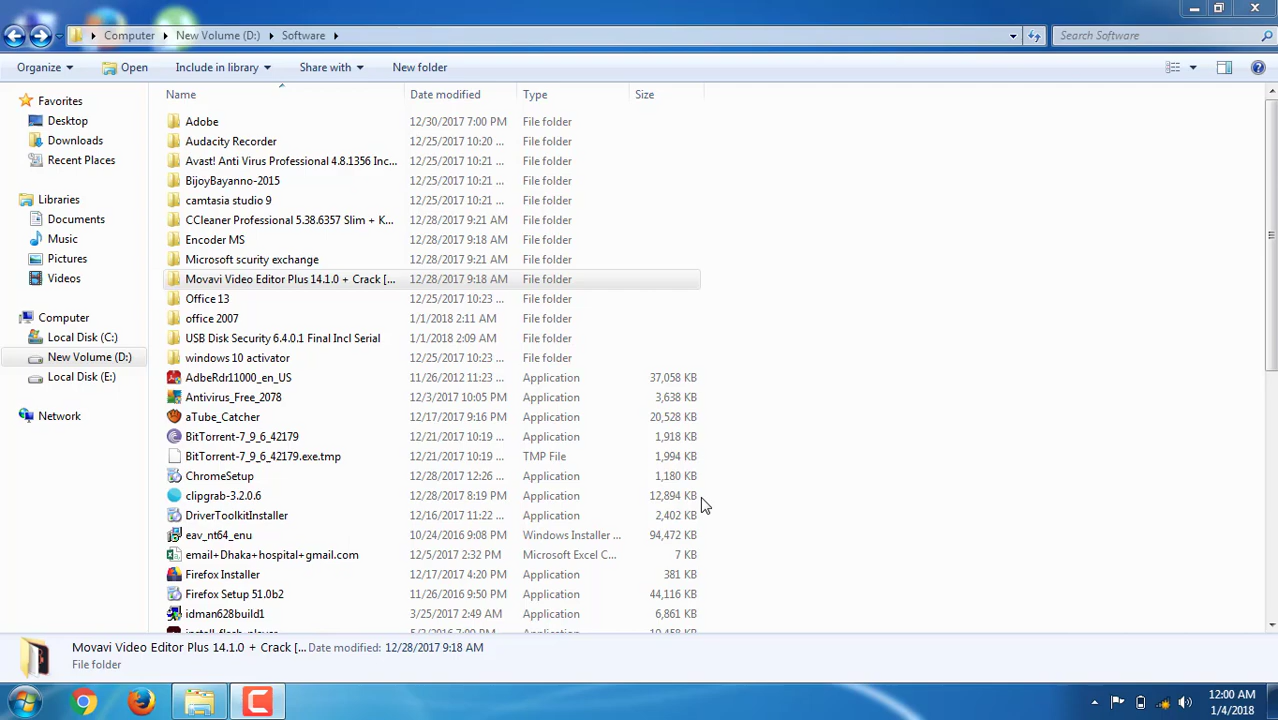 Computer New Volume (D:) Software Search Software
Organize Open Include in library Share with New folder
Name Date modified Type Size
Favorites
Desktop
Downloads
Recent Places
Libraries
Documents
Music
Pictures
Videos
Computer
Local Disk (C:)
New Volume (D:)
Local Disk (E:)
Network
Adobe 12/30/2017 7:00 PM File folder
Audacity Recorder 12/25/2017 10:20 ... File folder
Avast! Anti Virus Professional 4.8.1356 Inc... 12/25/2017 10:21 ... File folder
BijoyBayanno-2015 12/25/2017 10:21 ... File folder
camtasia studio 9 12/25/2017 10:21 ... File folder
CCleaner Professional 5.38.6357 Slim + K... 12/28/2017 9:21 AM File folder
Encoder MS 12/28/2017 9:18 AM File folder
Microsoft scurity exchange 12/28/2017 9:21 AM File folder
Movavi Video Editor Plus 14.1.0 + Crack [... 12/28/2017 9:18 AM File folder
Office 13 12/25/2017 10:23 ... File folder
office 2007 1/1/2018 2:11 AM File folder
USB Disk Security 6.4.0.1 Final Incl Serial 1/1/2018 2:09 AM File folder
windows 10 activator 12/25/2017 10:23 ... File folder
AdbeRdr11000_en_US 11/26/2012 11:23 ... Application 37,058 KB
Antivirus_Free_2078 12/3/2017 10:05 PM Application 3,638 KB
aTube_Catcher 12/17/2017 9:16 PM Application 20,528 KB
BitTorrent-7_9_6_42179 12/21/2017 10:19 ... Application 1,918 KB
BitTorrent-7_9_6_42179.exe.tmp 12/21/2017 10:19 ... TMP File 1,994 KB
ChromeSetup 12/28/2017 12:26 ... Application 1,180 KB
clipgrab-3.2.0.6 12/28/2017 8:19 PM Application 12,894 KB
DriverToolkitInstaller 12/16/2017 11:22 ... Application 2,402 KB
eav_nt64_enu 10/24/2016 9:08 PM Windows Installer ... 94,472 KB
email+Dhaka+hospital+gmail.com 12/5/2017 2:32 PM Microsoft Excel C... 7 KB
Firefox Installer 12/17/2017 4:20 PM Application 381 KB
Firefox Setup 51.0b2 11/26/2016 9:50 PM Application 44,116 KB
idman628build1 3/25/2017 2:49 AM Application 6,861 KB
Movavi Video Editor Plus 14.1.0 + Crack [... Date modified: 12/28/2017 9:18 AM
File folder
12:00 AM
1/4/2018